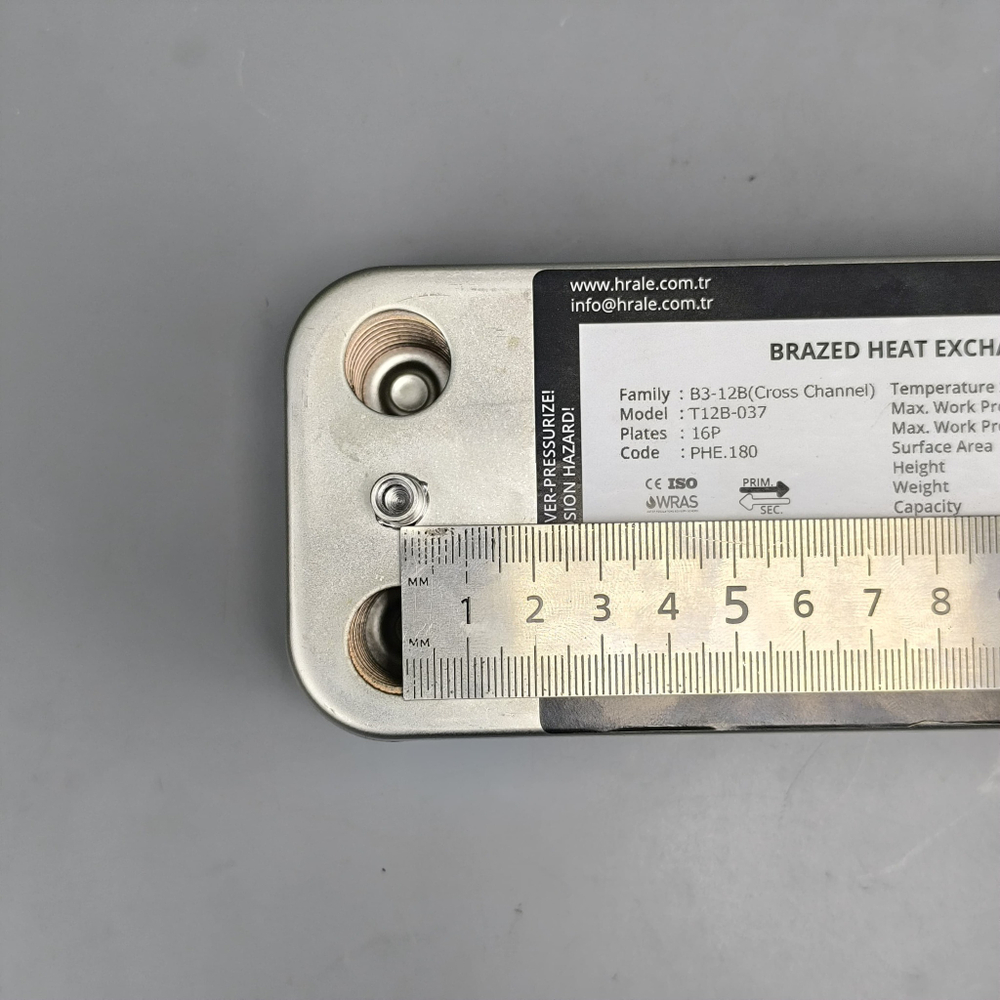 www.hrale.com.tr
info@hrale.com.tr
VER-PRESSURIZE!
SION HAZARD!
BRAZED HEAT EXCHA
Family : B3-12B(Cross Channel)
Model : T12B-037
Plates : 16P
Code : PHE.180
Temperature
Max. Work Pre
Max. Work Pre
Surface Area
Height
Weight
Capacity
CE ISO
WRAS
PRIM.
SEC.
MM
1 2 3 4 5 6 7 8
MM